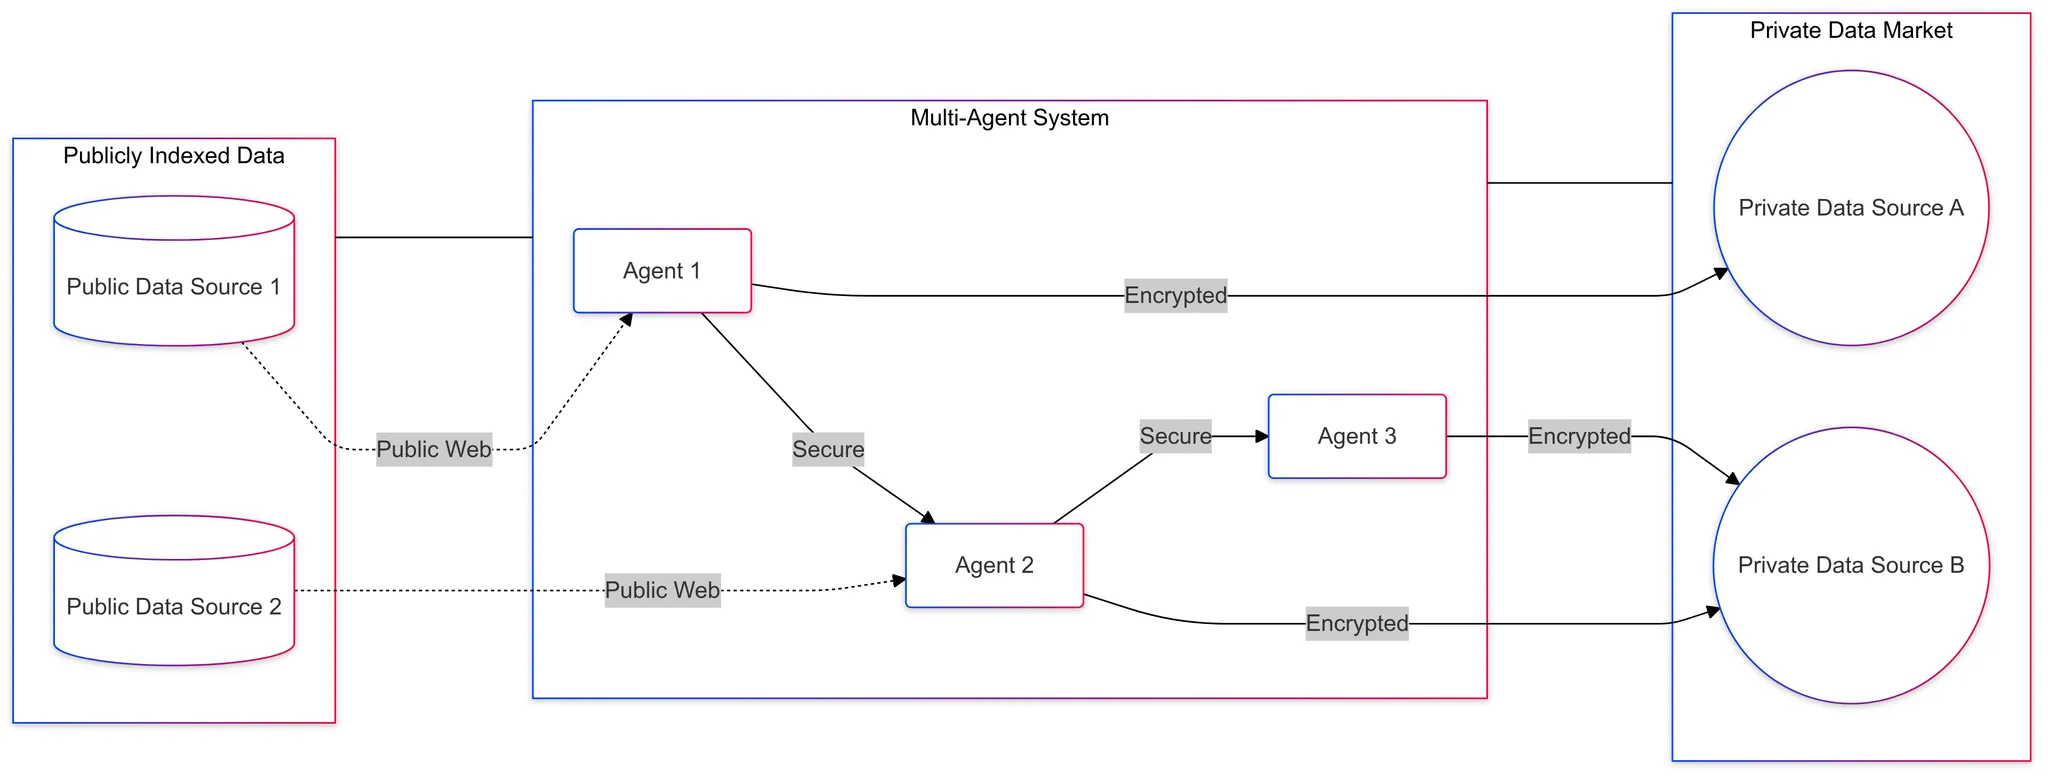 Publicly Indexed Data
Public Data Source 1
Public Web
Public Data Source 2
Public Web
Multi-Agent System
Agent 1
Encrypted
Secure
Secure
Agent 3
Encrypted
Agent 2
Encrypted
Private Data Market
Private Data Source A
Private Data Source B